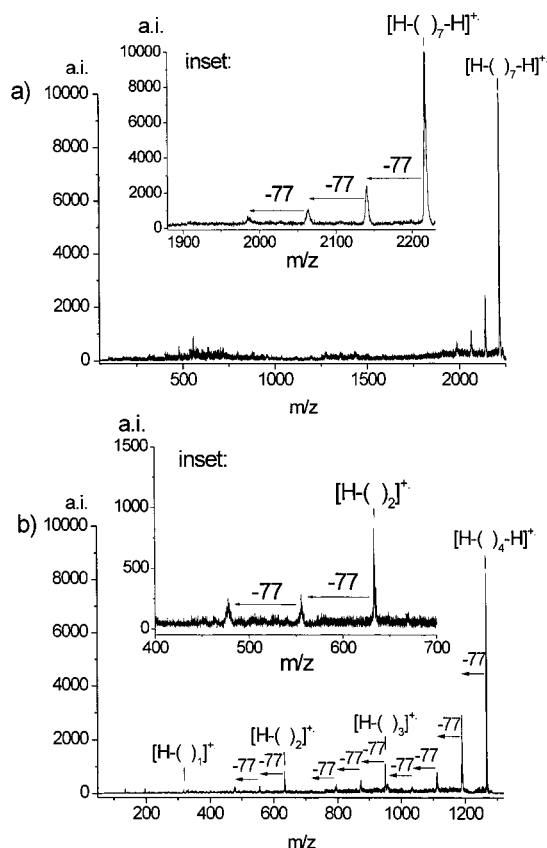 a.i.
[H-( )₇-H]⁺·
inset:
10000
8000
6000
4000
2000
0
-77
-77
-77
1900
2000
2100
2200
m/z
a)
a.i.
[H-( )₇-H]⁺·
10000
8000
6000
4000
2000
0
500
1000
1500
2000
m/z
a.i.
inset:
1500
1000
500
0
[H-( )₂]⁺·
-77
-77
400
500
600
700
m/z
b)
a.i.
[H-( )₄-H]⁺·
10000
8000
6000
4000
2000
0
-77
-77
[H-( )₁]⁺
[H-( )₂]⁺·
[H-( )₃]⁺·
-77
-77
-77
-77
-77
-77
-77
200
400
600
800
1000
1200
m/z